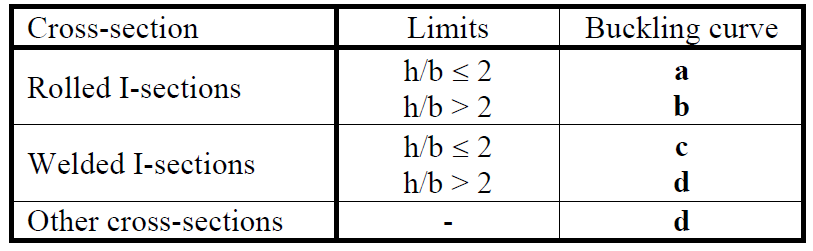 Cross-section Limits Buckling curve
Rolled I-sections h/b ≤ 2 a
h/b > 2 b
Welded I-sections h/b ≤ 2 c
h/b > 2 d
Other cross-sections - d